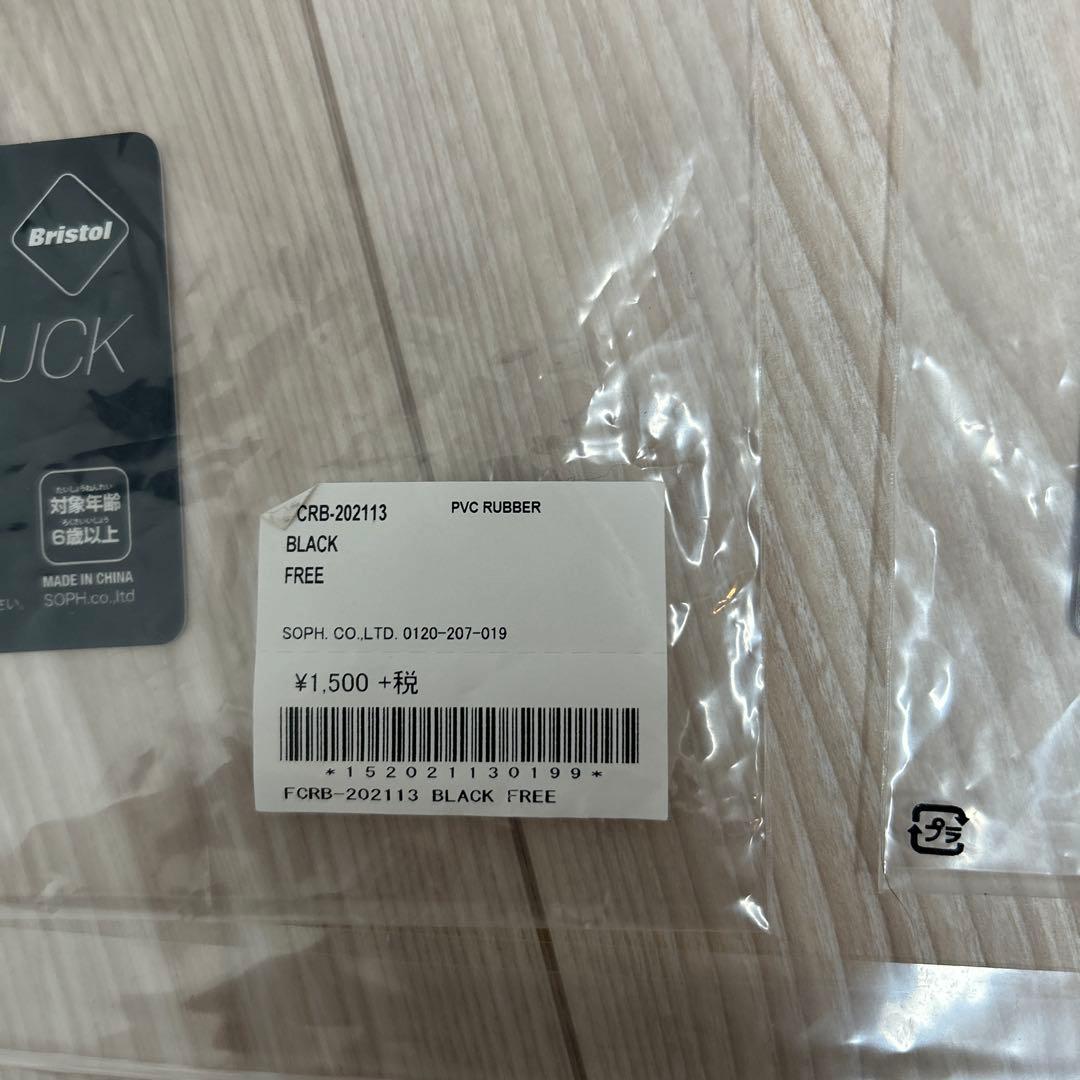 Bristol
UCK
たいしょうねんれい
対象年齢
ろくさいいじょう
6歳以上
MADE IN CHINA
さい。 SOPH.co.,ltd
CRB-202113 PVC RUBBER
BLACK
FREE
SOPH. CO.,LTD. 0120-207-019
¥1,500 +税
*152021130199*
FCRB-202113 BLACK FREE
プラ